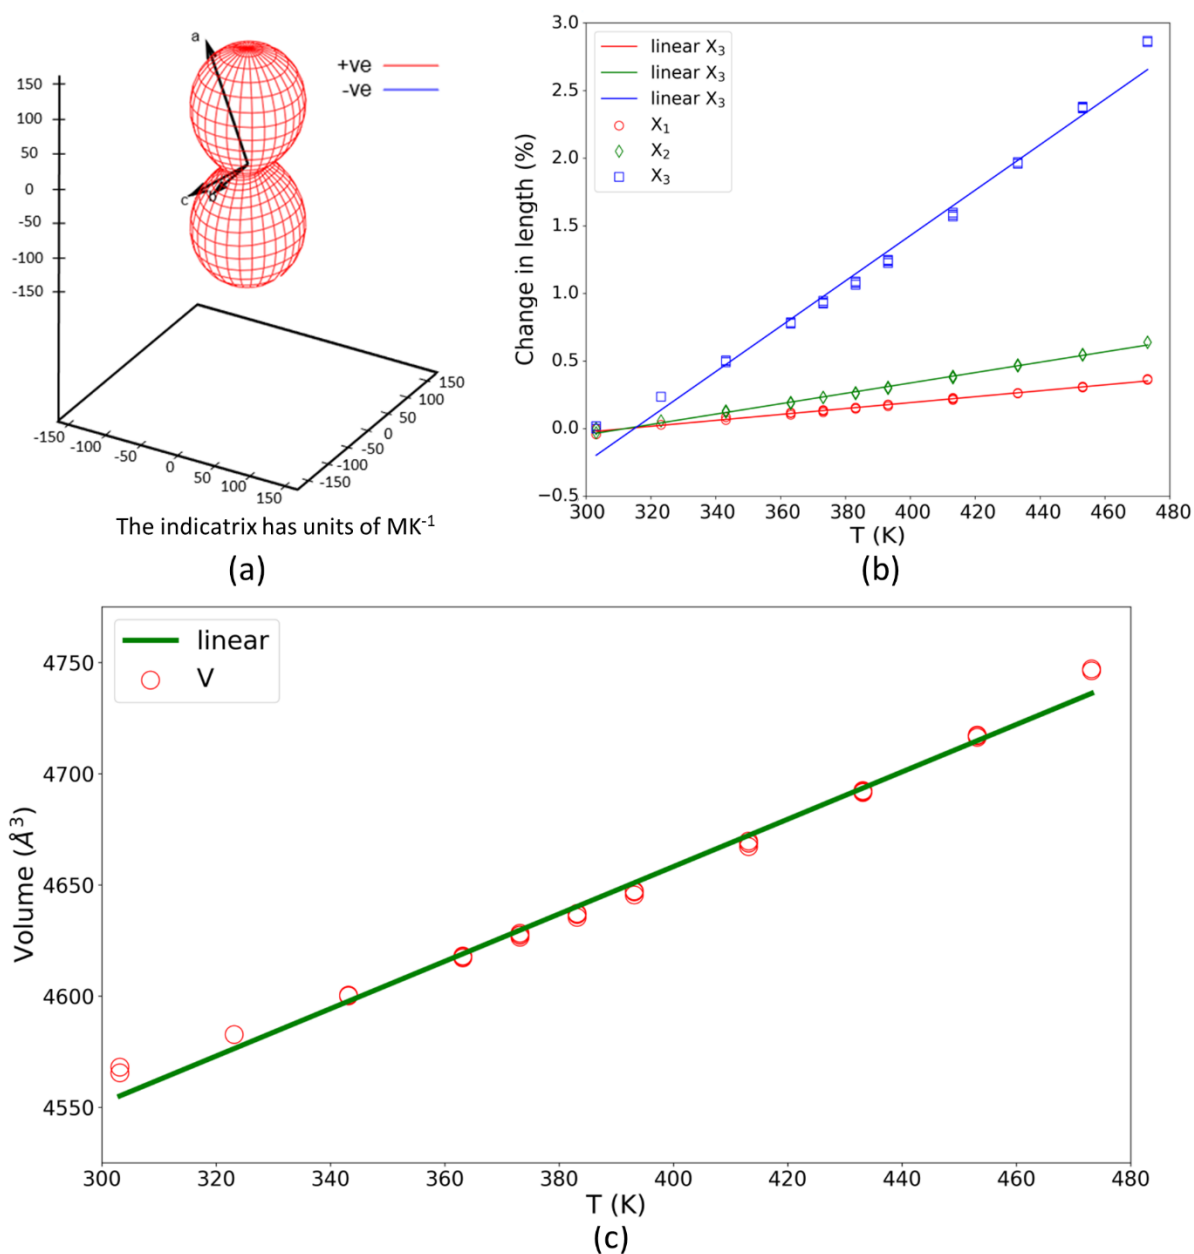 a
c
b
+ve
-ve
150
100
50
0
-50
-100
-150
-150
-100
-50
0
50
100
150
-150
-100
-50
0
50
100
150
The indicatrix has units of MK⁻¹
(a)
3.0
2.5
2.0
1.5
1.0
0.5
0.0
−0.5
Change in length (%)
linear X₃
linear X₃
linear X₃
X₁
X₂
X₃
300 320 340 360 380 400 420 440 460 480
T (K)
(b)
linear
V
4750
4700
4650
4600
4550
Volume (Å³)
300 320 340 360 380 400 420 440 460 480
T (K)
(c)